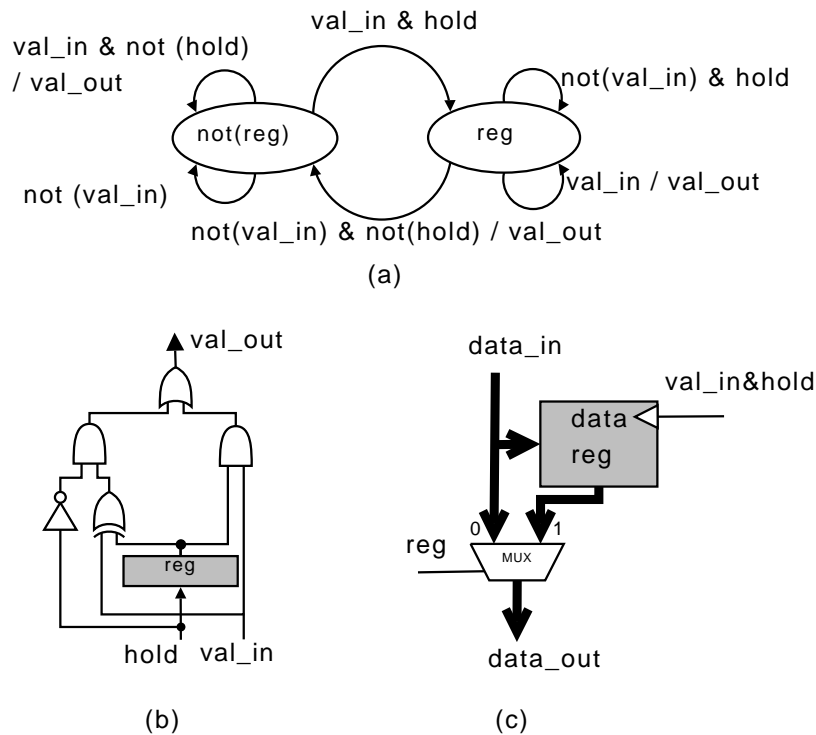 val_in & hold
val_in & not (hold)
/ val_out
not(val_in) & hold
not(reg)
reg
not (val_in)
val_in / val_out
not(val_in) & not(hold) / val_out
(a)
val_out
reg
hold
val_in
(b)
data_in
val_in&hold
data
reg
0
1
reg
MUX
data_out
(c)